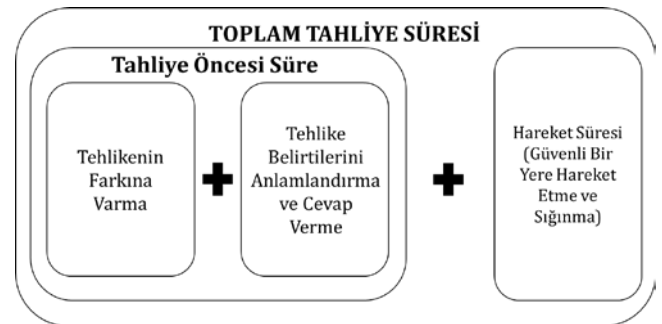 TOPLAM TAHLİYE SÜRESİ
Tahliye Öncesi Süre
Tehlikenin
Farkına
Varma
Tehlike
Belirtilerini
Anlamlandırma
ve Cevap
Verme
Hareket Süresi
(Güvenli Bir
Yere Hareket
Etme ve
Sığınma)